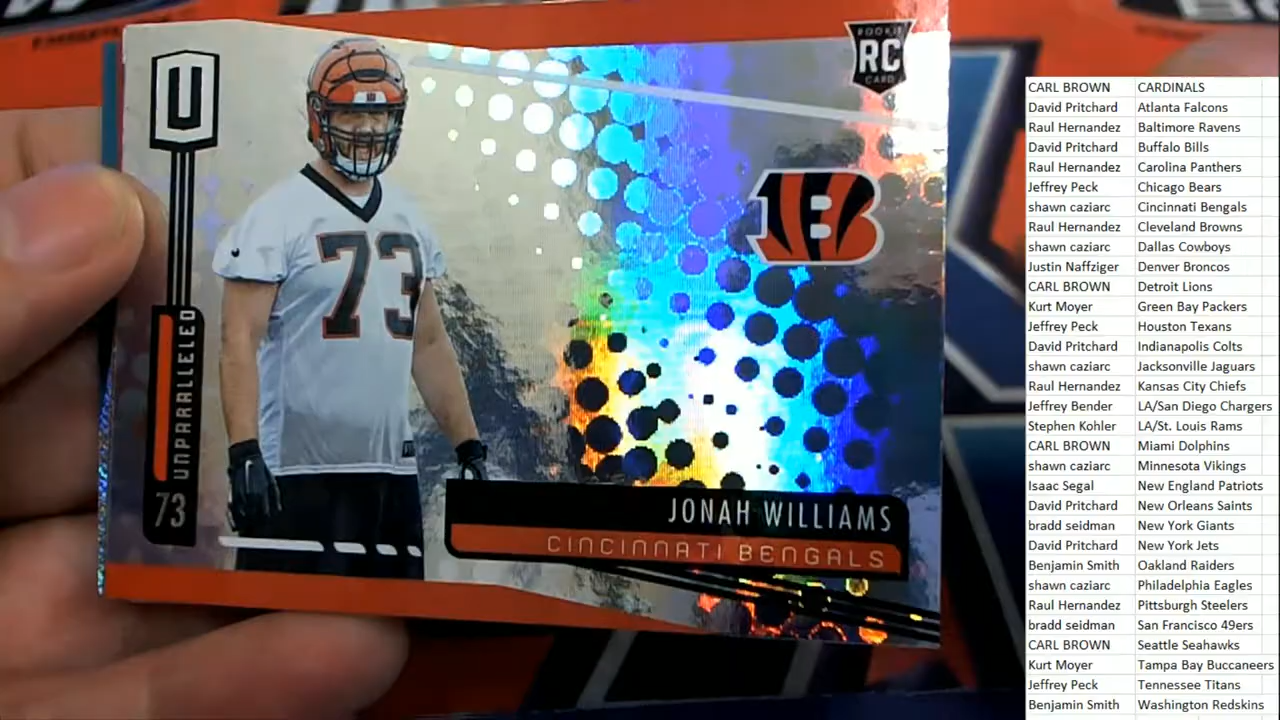 U
ROOKIE
RC
CARD
73
UNPARALLELED
73
JONAH WILLIAMS
CINCINNATI BENGALS
CARL BROWN CARDINALS
David Pritchard Atlanta Falcons
Raul Hernandez Baltimore Ravens
David Pritchard Buffalo Bills
Raul Hernandez Carolina Panthers
Jeffrey Peck Chicago Bears
shawn caziarc Cincinnati Bengals
Raul Hernandez Cleveland Browns
shawn caziarc Dallas Cowboys
Justin Naffziger Denver Broncos
CARL BROWN Detroit Lions
Kurt Moyer Green Bay Packers
Jeffrey Peck Houston Texans
David Pritchard Indianapolis Colts
shawn caziarc Jacksonville Jaguars
Raul Hernandez Kansas City Chiefs
Jeffrey Bender LA/San Diego Chargers
Stephen Kohler LA/St. Louis Rams
CARL BROWN Miami Dolphins
shawn caziarc Minnesota Vikings
Isaac Segal New England Patriots
David Pritchard New Orleans Saints
bradd seidman New York Giants
David Pritchard New York Jets
Benjamin Smith Oakland Raiders
shawn caziarc Philadelphia Eagles
Raul Hernandez Pittsburgh Steelers
bradd seidman San Francisco 49ers
CARL BROWN Seattle Seahawks
Kurt Moyer Tampa Bay Buccaneers
Jeffrey Peck Tennessee Titans
Benjamin Smith Washington Redskins